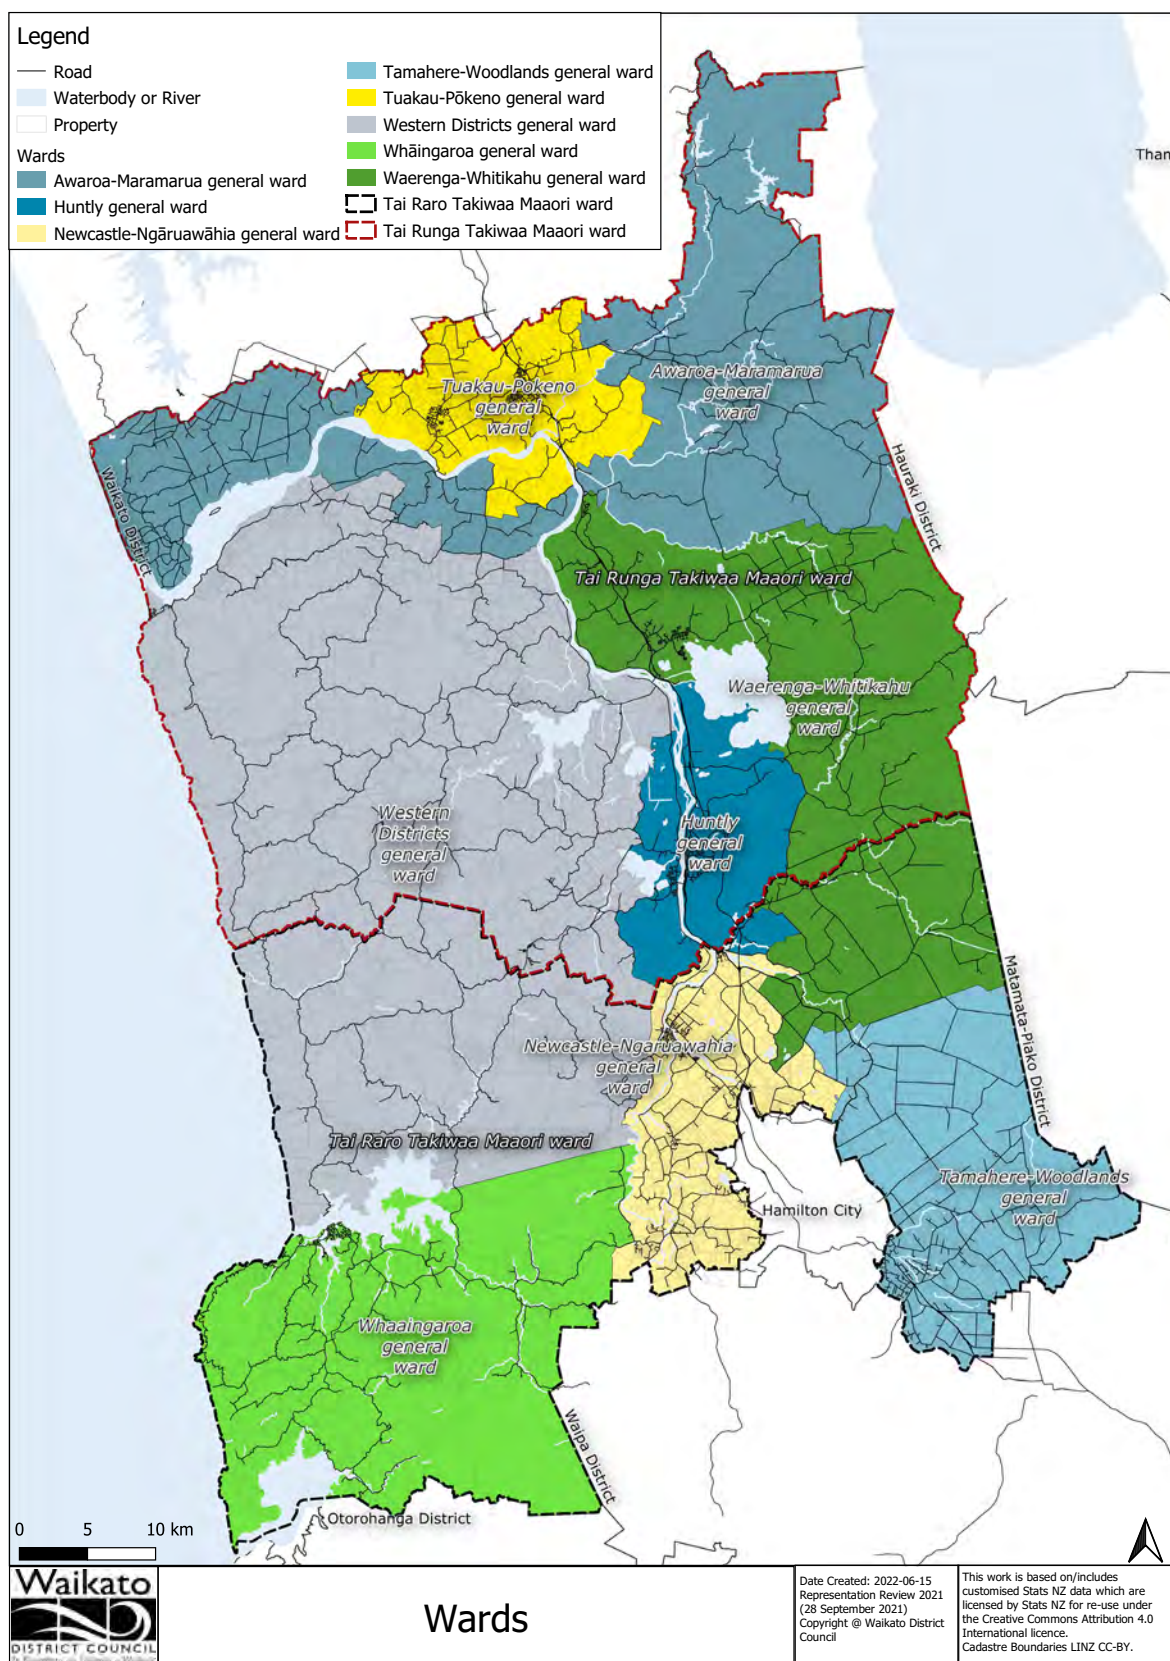 Legend
Road
Waterbody or River
Property
Wards
Awaroa-Maramarua general ward
Huntly general ward
Newcastle-Ngāruawāhia general ward
Tamahere-Woodlands general ward
Tuakau-Pōkeno general ward
Western Districts general ward
Whāingaroa general ward
Waerenga-Whitikahu general ward
Tai Raro Takiwaa Maaori ward
Tai Runga Takiwaa Maaori ward
Tham
Tuakau-Pokeno
general
ward
Awaroa-Maramarua
general
ward
Hauraki District
Waikato District
Tai Runga Takiwaa Maaori ward
Waerenga-Whitikahu
general
ward
Western
Districts
general
ward
Huntly
general
ward
Matamata-Piako District
Newcastle-Ngaruawahia
general
ward
Tai Raro Takiwaa Maaori ward
Tamahere-Woodlands
general
ward
Hamilton City
Whaaingaroa
general
ward
Waipa District
Otorohanga District
0 5 10 km
Waikato
DISTRICT COUNCIL
Wards
Date Created: 2022-06-15
Representation Review 2021
(28 September 2021)
Copyright @ Waikato District
Council
This work is based on/includes
customised Stats NZ data which are
licensed by Stats NZ for re-use under
the Creative Commons Attribution 4.0
International licence.
Cadastre Boundaries LINZ CC-BY.